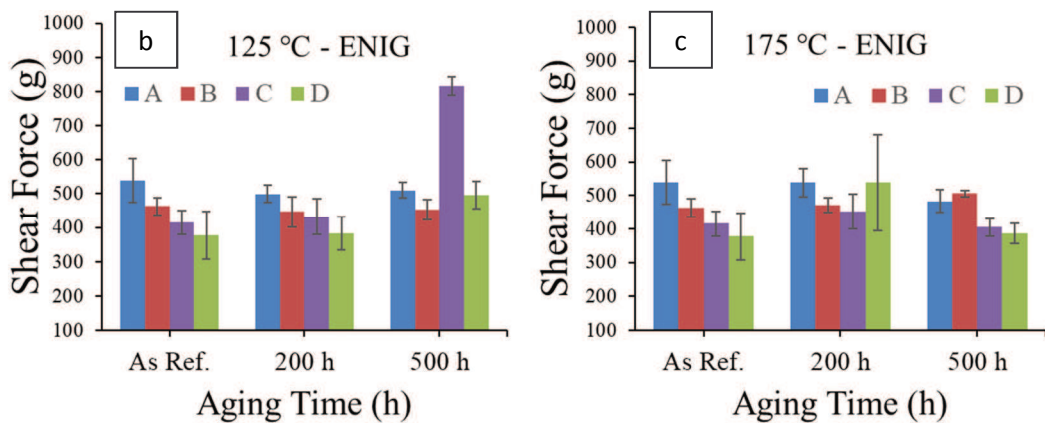 b
125 °C - ENIG
A B C D
Shear Force (g)
1000
900
800
700
600
500
400
300
200
100
As Ref. 200 h 500 h
Aging Time (h)
c
175 °C - ENIG
A B C D
Shear Force (g)
1000
900
800
700
600
500
400
300
200
100
As Ref. 200 h 500 h
Aging Time (h)